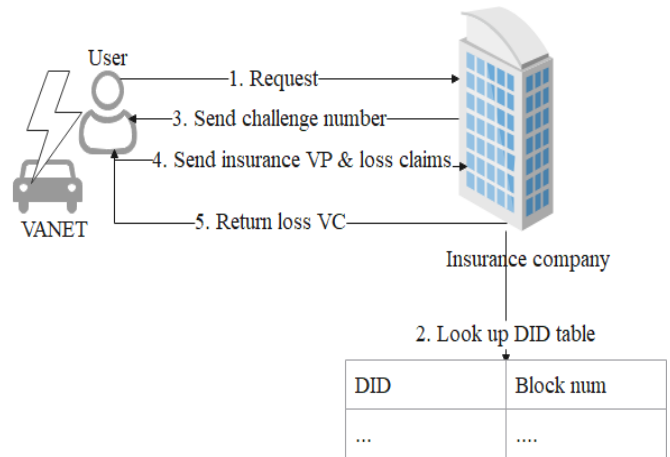 User
1. Request
3. Send challenge number
4. Send insurance VP & loss claims
VANET
5. Return loss VC
Insurance company
2. Look up DID table
DID Block num
... ....